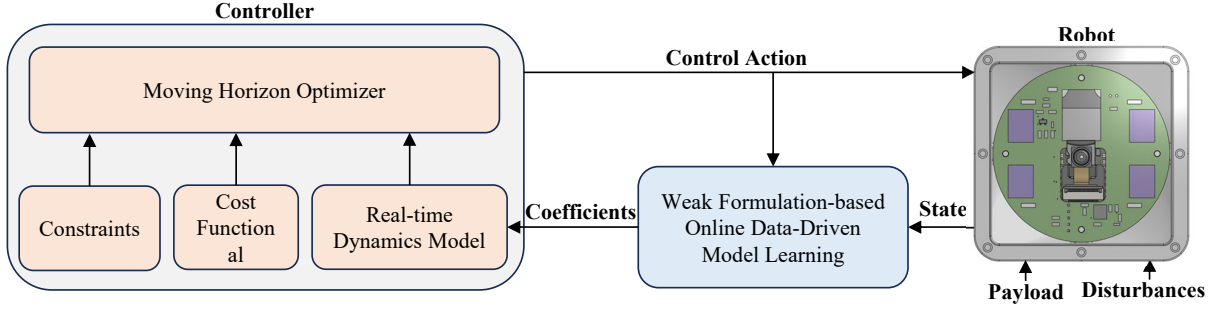 Controller
Robot
Moving Horizon Optimizer
Control Action
Constraints
Cost
Function
al
Real-time
Dynamics Model
Coefficients
Weak Formulation-based
Online Data-Driven
Model Learning
State
Payload
Disturbances